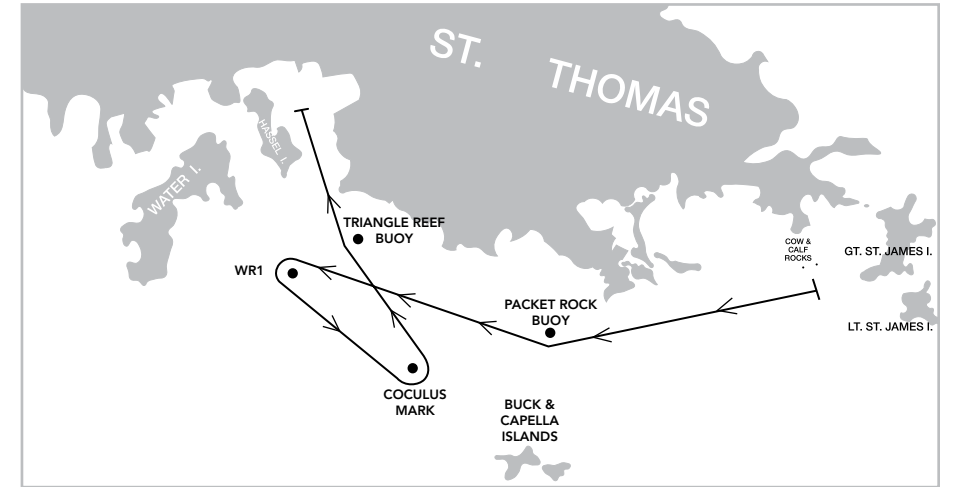 ST.
THOMAS
HASSEL I.
WATER I.
TRIANGLE REEF
BUOY
COW &
CALF
ROCKS
GT. ST. JAMES I.
WR1
PACKET ROCK
BUOY
LT. ST. JAMES I.
COCULUS
MARK
BUCK &
CAPELLA
ISLANDS